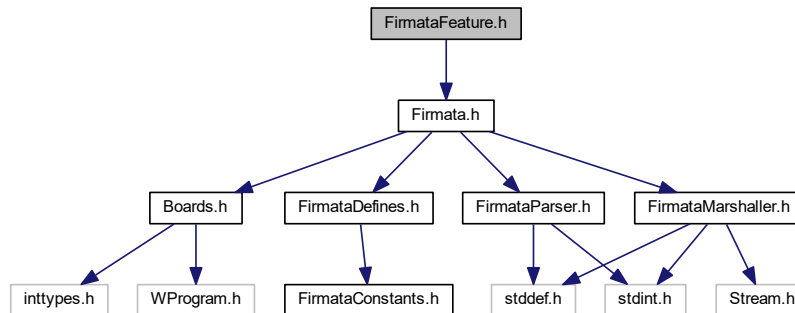 FirmataFeature.h
Firmata.h
Boards.h
FirmataDefines.h
FirmataParser.h
FirmataMarshaller.h
inttypes.h
WProgram.h
FirmataConstants.h
stddef.h
stdint.h
Stream.h